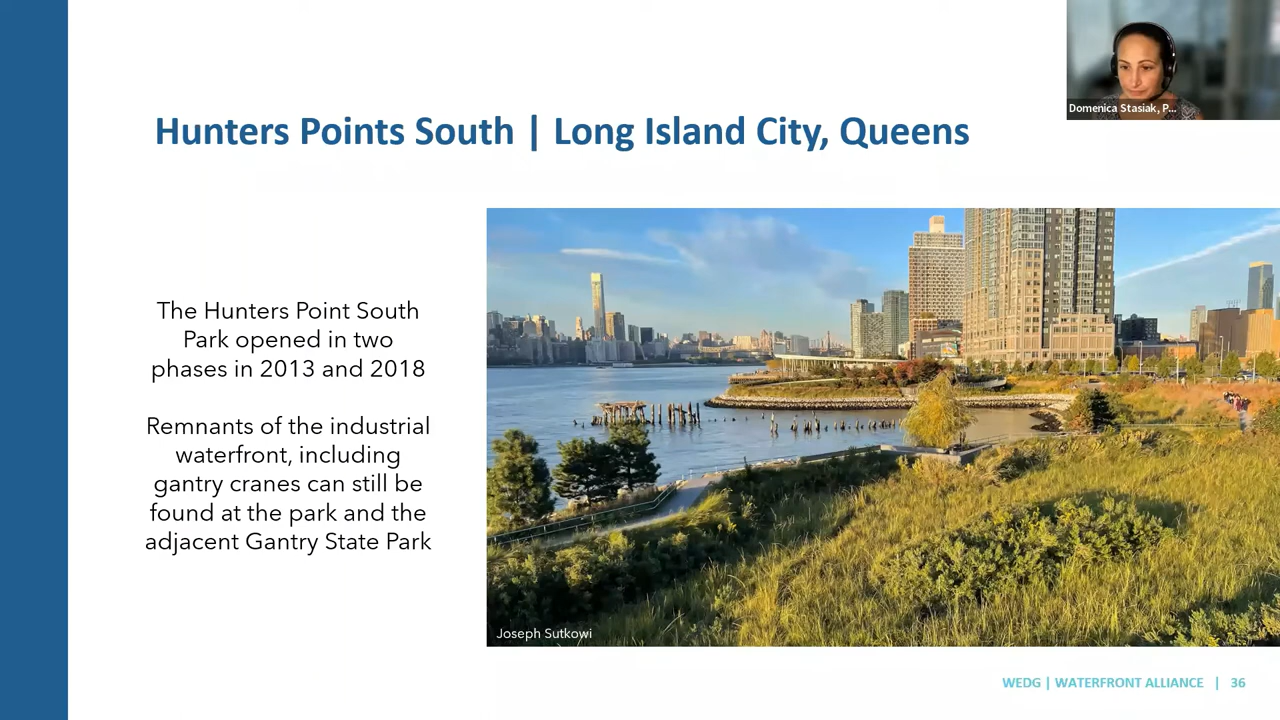 Domenica Stasiak, P...
Hunters Points South | Long Island City, Queens
The Hunters Point South
Park opened in two
phases in 2013 and 2018
Remnants of the industrial
waterfront, including
gantry cranes can still be
found at the park and the
adjacent Gantry State Park
Joseph Sutkowi
WEDG | WATERFRONT ALLIANCE | 36